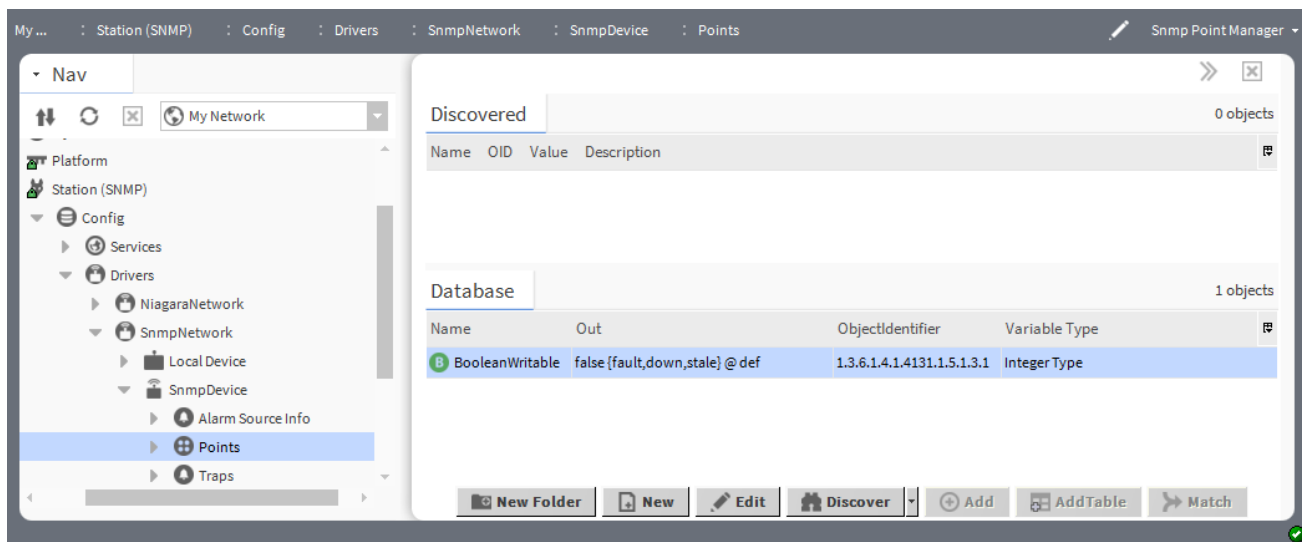 My ... : Station (SNMP) : Config : Drivers : SnmpNetwork : SnmpDevice : Points Snmp Point Manager
Nav
My Network
Platform
Station (SNMP)
Config
Services
Drivers
NiagaraNetwork
SnmpNetwork
Local Device
SnmpDevice
Alarm Source Info
Points
Traps
Discovered 0 objects
Name OID Value Description
Database 1 objects
Name Out ObjectIdentifier Variable Type
B BooleanWritable false {fault,down,stale} @ def 1.3.6.1.4.1.4131.1.5.1.3.1 Integer Type
New Folder New Edit Discover Add AddTable Match